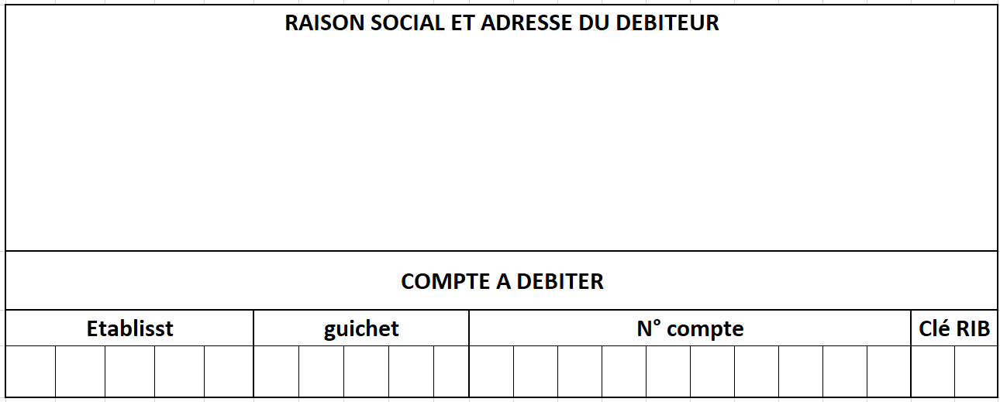 RAISON SOCIAL ET ADRESSE DU DEBITEUR
COMPTE A DEBITER
Etablisst guichet N° compte Clé RIB